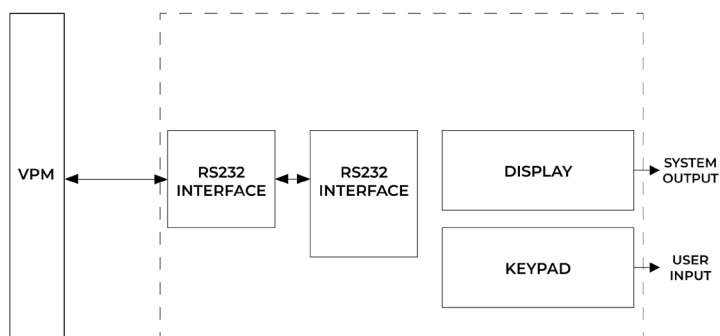 VPM
RS232
INTERFACE
RS232
INTERFACE
DISPLAY
SYSTEM
OUTPUT
KEYPAD
USER
INPUT